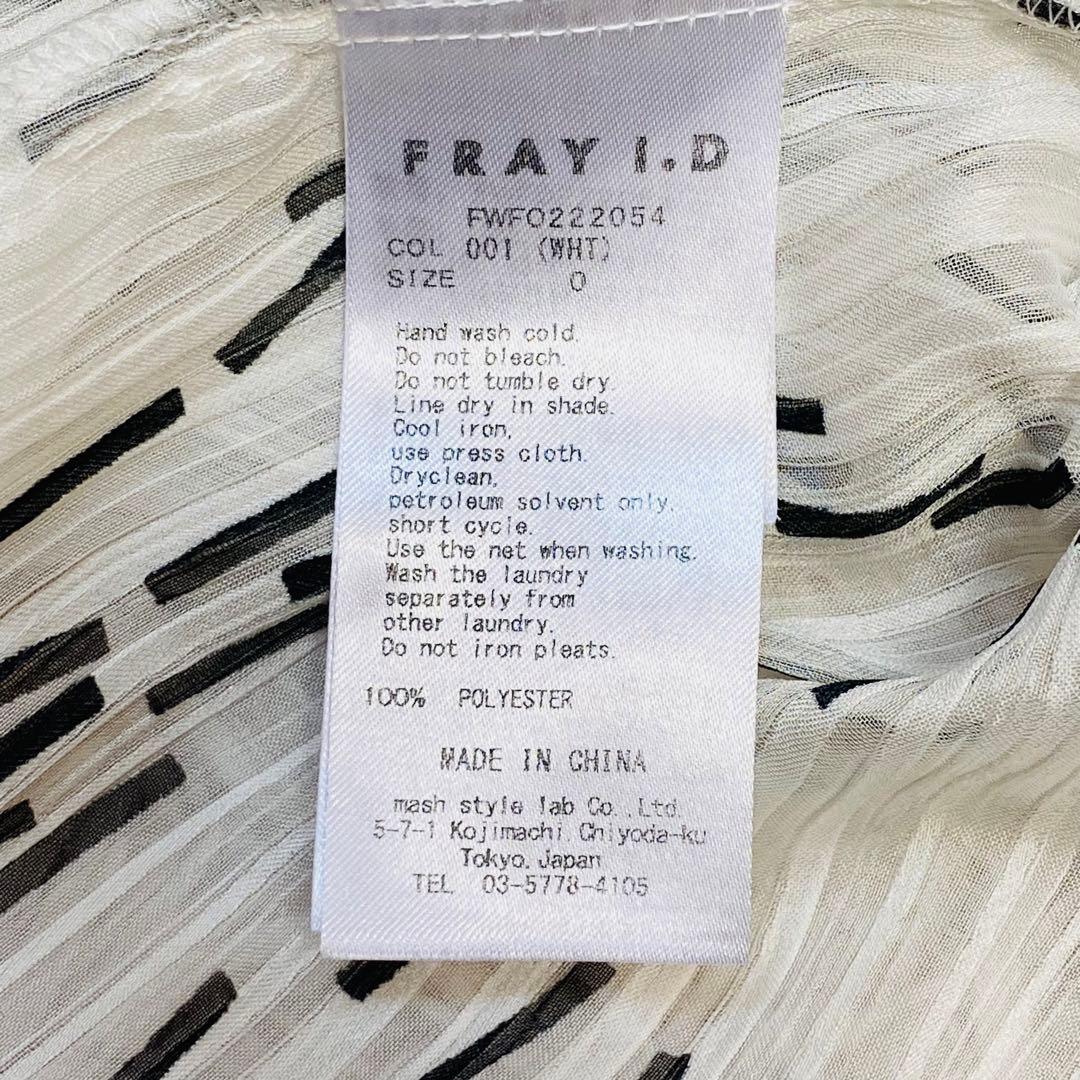 FRAY I.D
FWFO222054
COL 001 (WHT)
SIZE 0
Hand wash cold.
Do not bleach.
Do not tumble dry.
Line dry in shade.
Cool iron,
use press cloth.
Dryclean,
petroleum solvent only,
short cycle.
Use the net when washing.
Wash the laundry
separately from
other laundry.
Do not iron pleats.
100% POLYESTER
MADE IN CHINA
mash style lab Co.,Ltd.
5-7-1 Kojimachi,Chiyoda-ku
Tokyo,Japan
TEL 03-5778-4105